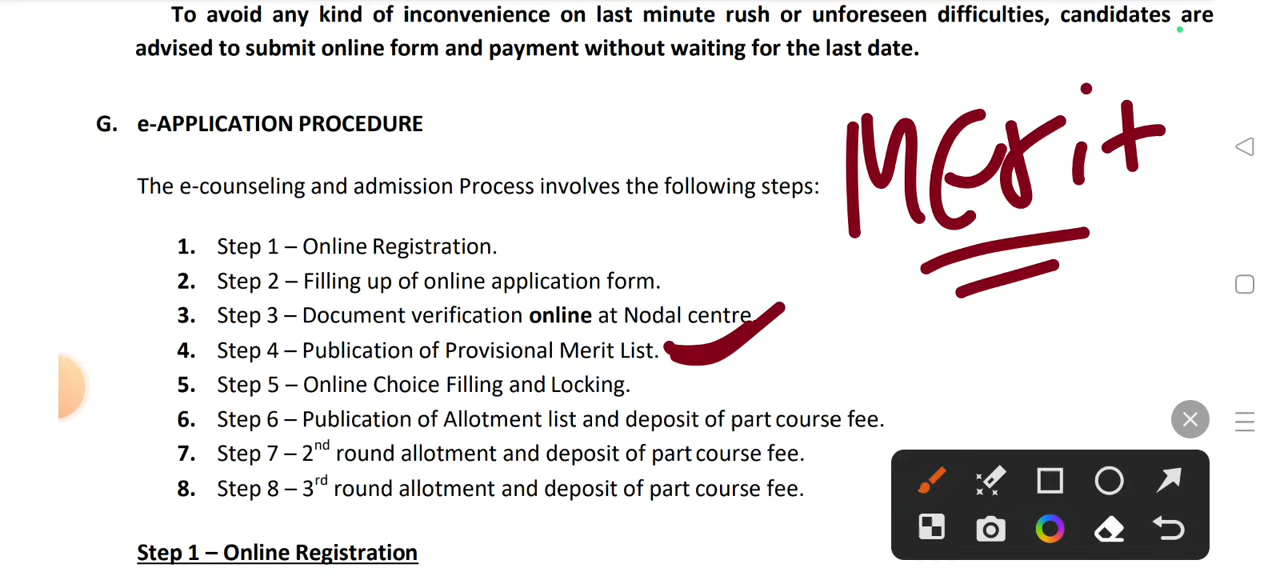 To avoid any kind of inconvenience on last minute rush or unforeseen difficulties, candidates are
advised to submit online form and payment without waiting for the last date.
G. e-APPLICATION PROCEDURE
Merit
The e-counseling and admission Process involves the following steps:
1. Step 1 – Online Registration.
2. Step 2 – Filling up of online application form.
3. Step 3 – Document verification online at Nodal centre
4. Step 4 – Publication of Provisional Merit List.
5. Step 5 – Online Choice Filling and Locking.
6. Step 6 – Publication of Allotment list and deposit of part course fee.
7. Step 7 – 2nd round allotment and deposit of part course fee.
8. Step 8 – 3rd round allotment and deposit of part course fee.
Step 1 – Online Registration